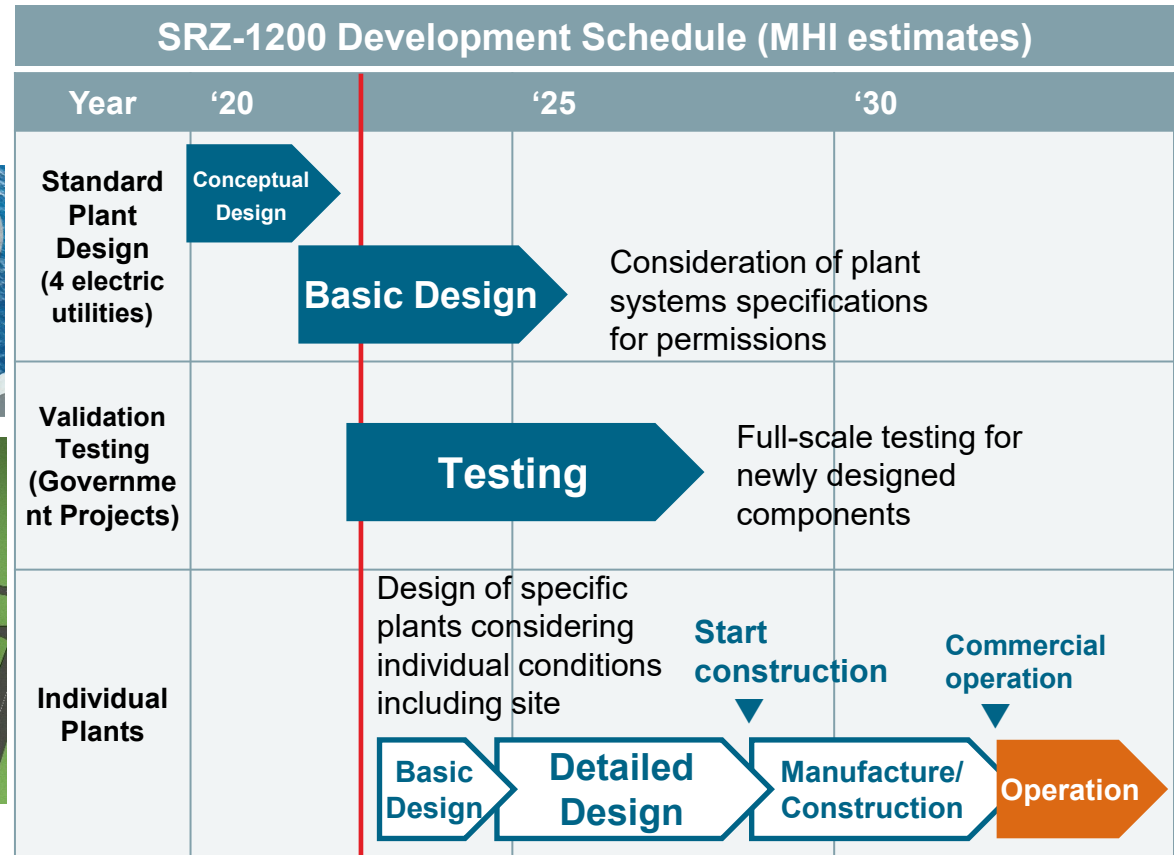 SRZ-1200 Development Schedule (MHI estimates)
Year
‘20
‘25
‘30
Standard
Plant
Design
(4 electric
utilities)
Conceptual
Design
Basic Design
Consideration of plant
systems specifications
for permissions
Validation
Testing
(Governme
nt Projects)
Testing
Full-scale testing for
newly designed
components
Individual
Plants
Design of specific
plants considering
individual conditions
including site
Start
construction
Commercial
operation
Basic
Design
Detailed
Design
Manufacture/
Construction
Operation